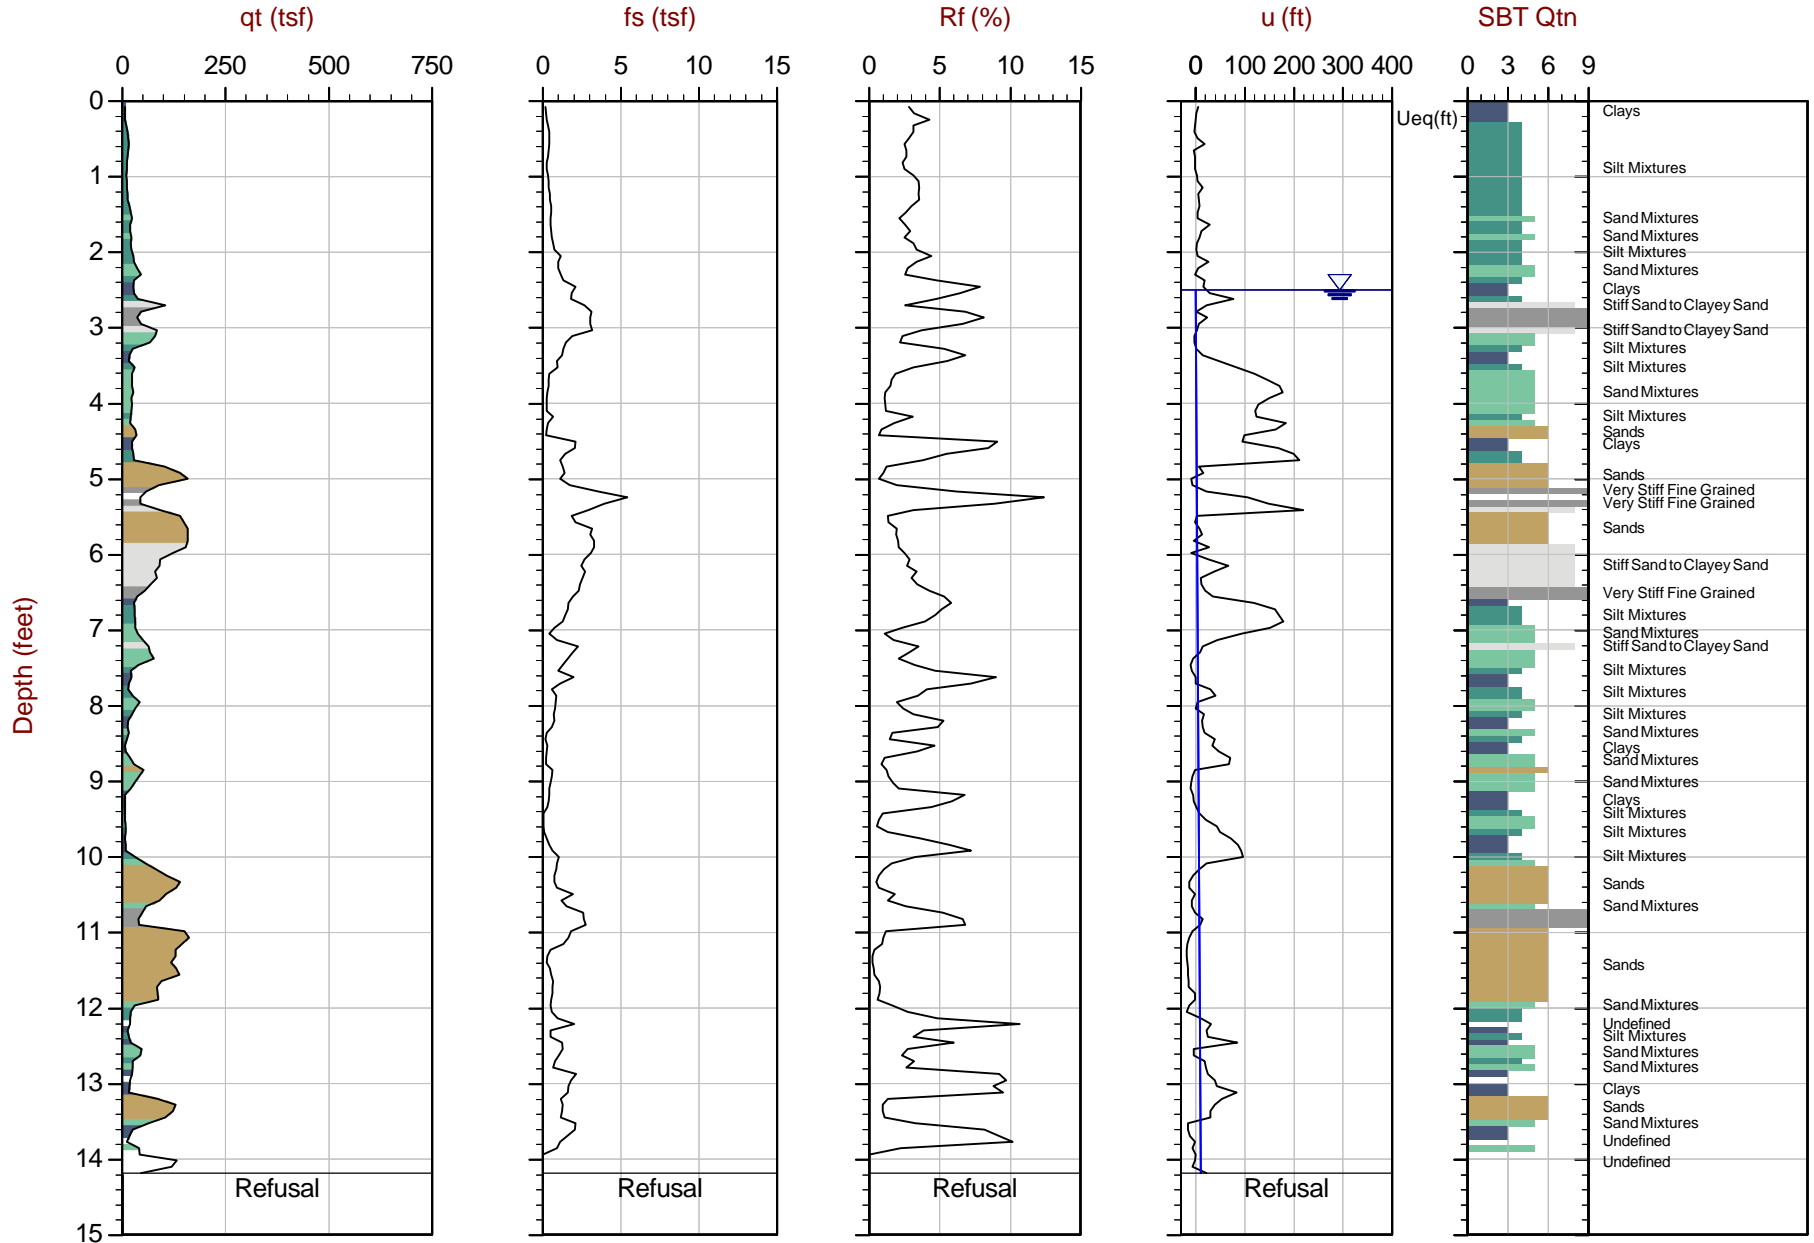 qt (tsf) fs (tsf) Rf (%) u (ft) SBT Qtn
0 250 500 750 0 5 10 15 0 5 10 15 0 100 200 300 400 0 3 6 9
0
Ueq(ft)
Clays
1
Silt Mixtures
Sand Mixtures
Sand Mixtures
2
Silt Mixtures
Sand Mixtures
Clays
Stiff Sand to Clayey Sand
3
Stiff Sand to Clayey Sand
Silt Mixtures
Silt Mixtures
Sand Mixtures
4
Silt Mixtures
Sands
Clays
5
Sands
Very Stiff Fine Grained
Very Stiff Fine Grained
Sands
6
Stiff Sand to Clayey Sand
Very Stiff Fine Grained
Silt Mixtures
7
Sand Mixtures
Stiff Sand to Clayey Sand
Depth (feet)
Silt Mixtures
Silt Mixtures
8
Silt Mixtures
Sand Mixtures
Clays
Sand Mixtures
9
Sand Mixtures
Clays
Silt Mixtures
Silt Mixtures
10
Silt Mixtures
Sands
Sand Mixtures
11
Sands
12
Sand Mixtures
Undefined
Silt Mixtures
Sand Mixtures
Sand Mixtures
13
Clays
Sands
Sand Mixtures
Undefined
14
Undefined
Refusal Refusal Refusal Refusal
15